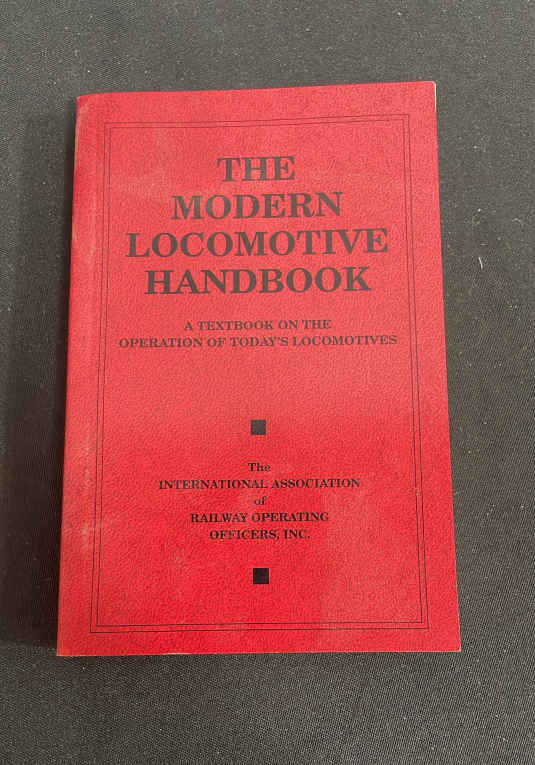 THE
MODERN
LOCOMOTIVE
HANDBOOK
A TEXTBOOK ON THE
OPERATION OF TODAY'S LOCOMOTIVES
The
INTERNATIONAL ASSOCIATION
of
RAILWAY OPERATING
OFFICERS, INC.